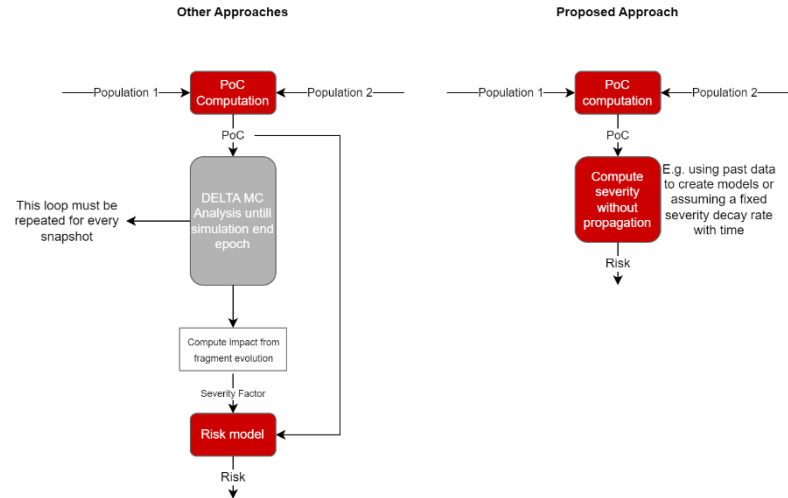 Other Approaches
Population 1
PoC
Computation
Population 2
PoC
This loop must be
repeated for every
snapshot
DELTA MC
Analysis untill
simulation end
epoch
Compute impact from
fragment evolution
Severity Factor
Risk model
Risk
Proposed Approach
Population 1
PoC
computation
Population 2
PoC
Compute
severity
without
propagation
E.g. using past data
to create models or
assuming a fixed
severity decay rate
with time
Risk